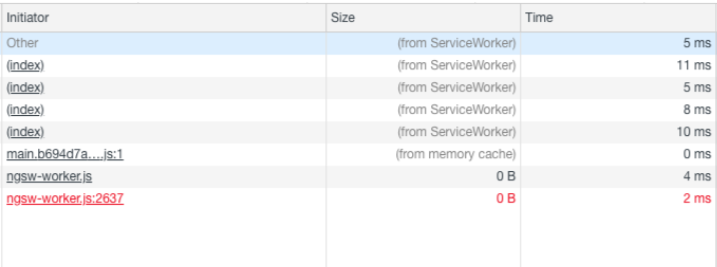 Initiator Size Time
Other (from ServiceWorker) 5 ms
(index) (from ServiceWorker) 11 ms
(index) (from ServiceWorker) 5 ms
(index) (from ServiceWorker) 8 ms
(index) (from ServiceWorker) 10 ms
main.b694d7a….js:1 (from memory cache) 0 ms
ngsw-worker.js 0 B 4 ms
ngsw-worker.js:2637 0 B 2 ms